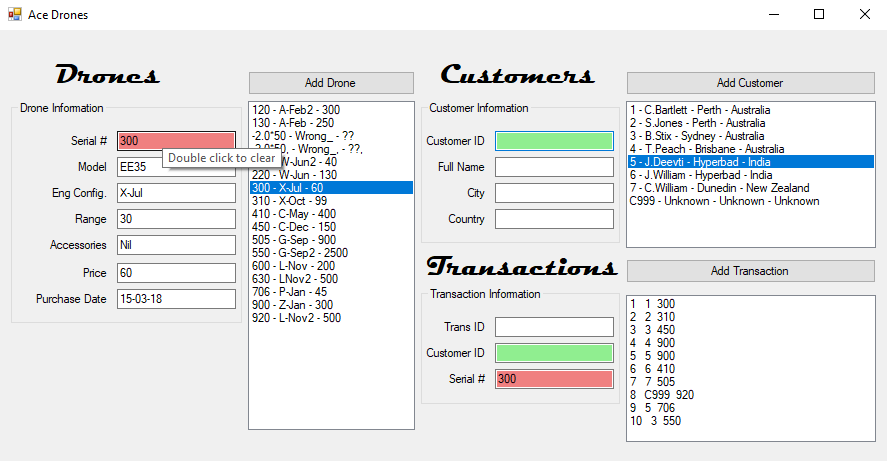 Ace Drones
Drones
Add Drone
Drone Information
Serial #
300
Double click to clear
Model
EE35
Eng Config.
X-Jul
Range
30
Accessories
Nil
Price
60
Purchase Date
15-03-18
120 - A-Feb2 - 300
130 - A-Feb - 250
-2.0*50 - Wrong_ - ??
*50, - Wrong_, - ??,
W-Jun2 - 40
220 - W-Jun - 130
300 - X-Jul - 60
310 - X-Oct - 99
410 - C-May - 400
450 - C-Dec - 150
505 - G-Sep - 900
550 - G-Sep2 - 2500
600 - L-Nov - 200
630 - LNov2 - 500
706 - P-Jan - 45
900 - Z-Jan - 300
920 - L-Nov2 - 500
Customers
Add Customer
Customer Information
Customer ID
Full Name
City
Country
1 - C.Bartlett - Perth - Australia
2 - S.Jones - Perth - Australia
3 - B.Stix - Sydney - Australia
4 - T.Peach - Brisbane - Australia
5 - J.Deevti - Hyperbad - India
6 - J.William - Hyperbad - India
7 - C.William - Dunedin - New Zealand
C999 - Unknown - Unknown - Unknown
Transactions
Add Transaction
Transaction Information
Trans ID
Customer ID
Serial #
300
1 1 300
2 2 310
3 3 450
4 4 900
5 5 900
6 6 410
7 7 505
8 C999 920
9 5 706
10 3 550